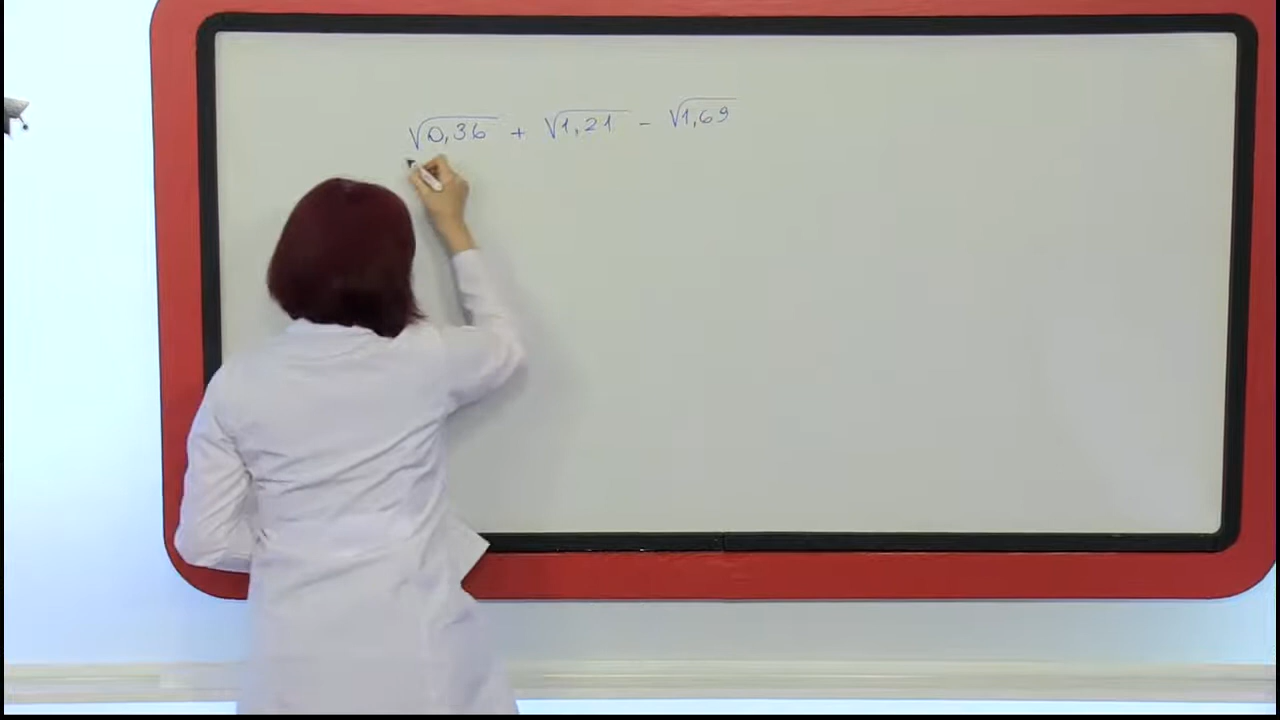 √0,36 + √1,21 - √1,69